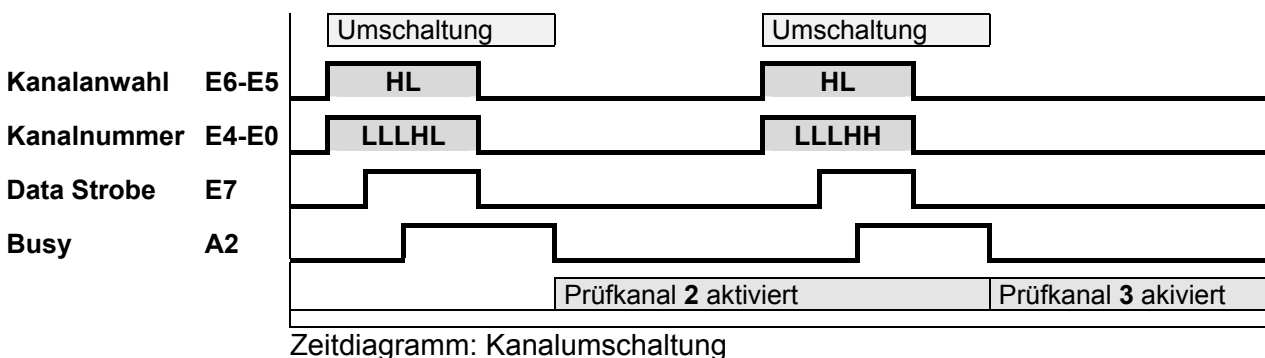 Umschaltung Umschaltung
Kanalanwahl E6-E5 HL HL
Kanalnummer E4-E0 LLLHL LLLHH
Data Strobe E7
Busy A2
Prüfkanal 2 aktiviert Prüfkanal 3 akiviert
Zeitdiagramm: Kanalumschaltung